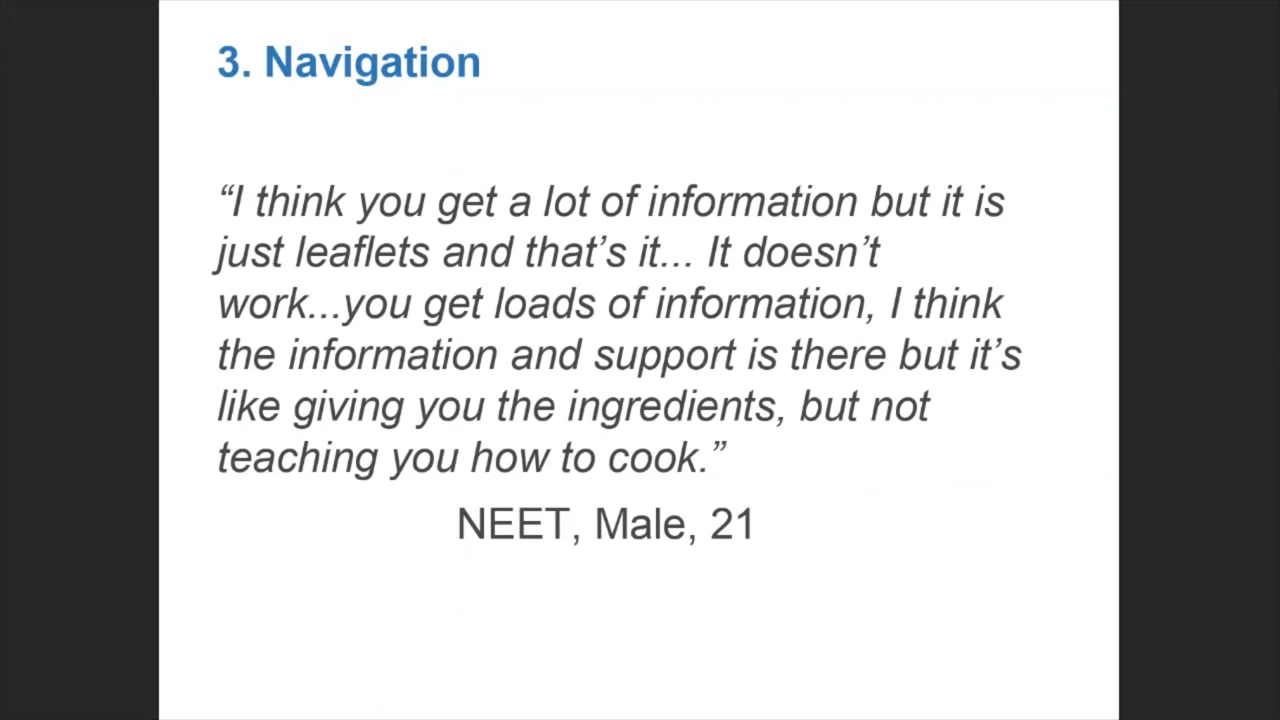 3. Navigation
“I think you get a lot of information but it is
just leaflets and that’s it... It doesn’t
work...you get loads of information, I think
the information and support is there but it’s
like giving you the ingredients, but not
teaching you how to cook.”
NEET, Male, 21